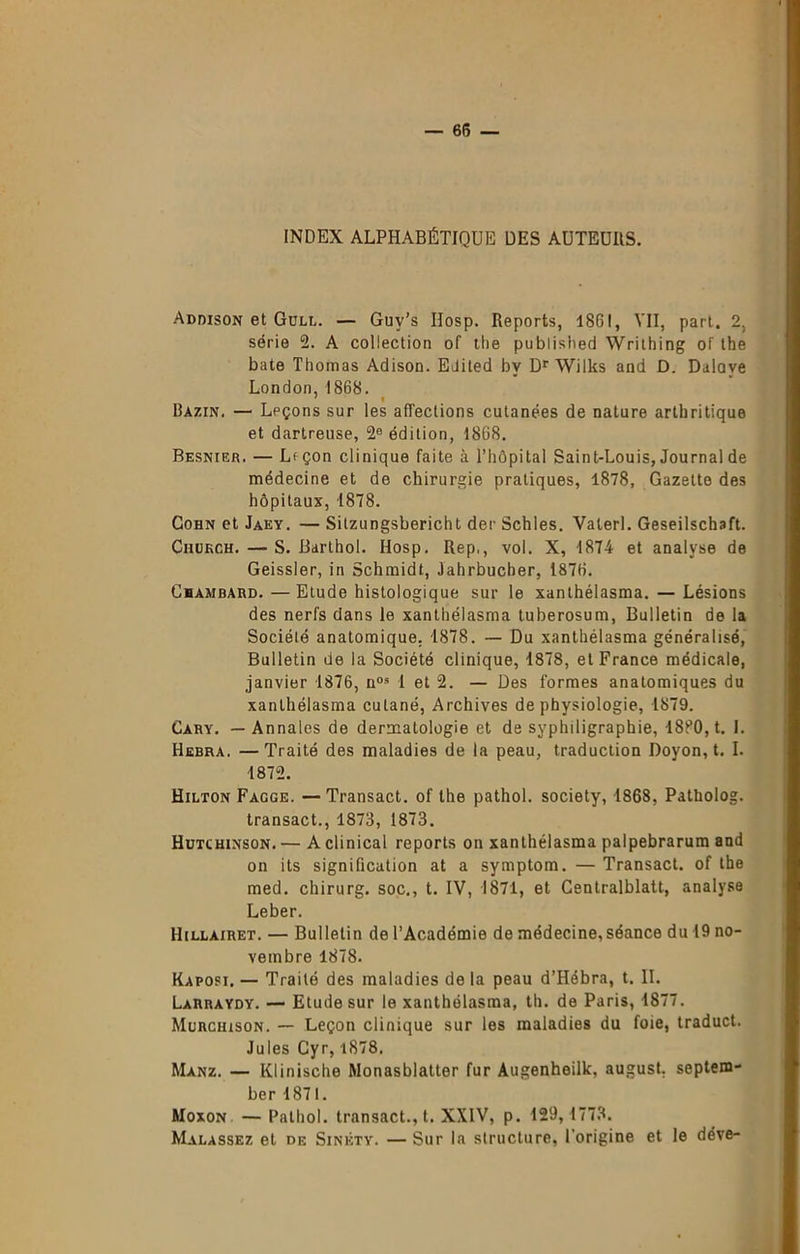 — 66 —
INDEX ALPHABÉTIQUE DES AUTEURS.
Addison et Gull. — Guy's Hosp. Reports, 1861, VII, part. 2,
série 2. A collection of the published Writhing of the
bate Thomas Adison. Edited by Dr Wilks and D. Dalaye
London, 1868.
Bazin. — Leçons sur les affections cutanées de nature arthritique
et dartreuse, 2e édition, 1868.
Besnier. — Leçon clinique faite à l'hôpital Saint-Louis, Journal de
médecine et de chirurgie pratiques, 1878, Gazette des
hôpitaux, 1878.
Cohn et Jaey. — Sitzungsbericht der Schles. Vaterl. Geseilschaft.
Church. — S. Barthol. Hosp. Rep., vol. X, 1874 et analyse de
Geissler, in Schmidt, Jahrbucher, 1876.
Chambard. — Etude histologique sur le xanthélasma. — Lésions
des nerfs dans le xanthélasma tuberosum, Bulletin de la
Société anatomique, 1878. — Du xanthélasma généralisé,
Bulletin de la Société clinique, 1878, et France médicale,
janvier 1876, nos 1 et 2. — Des formes anatomiques du
xanthélasma cutané, Archives de physiologie, 1879.
Cary. — Annales de dermatologie et de syphiligraphie, 1880, t. I.
Hebra. — Traité des maladies de la peau, traduction Doyon, t. I.
1872.
Hilton Fagge. — Transact. of the pathol. society, 1868, Patholog.
transact., 1873, 1873.
Hutchinson. — A clinical reports on xanthélasma palpebrarum and
on its signification at a symptom. — Transact. of the
med. chirurg. soc., t. IV, 1871, et Centralblatt, analyse
Leber.
Hillairet. — Bulletin de l'Académie de médecine, séance du 19 no-
vembre 1878.
Kaposi. — Traité des maladies de la peau d'Hébra, t. II.
Larraydy. — Etude sur le xanthélasma, th. de Paris, 1877.
Murchison. — Leçon clinique sur les maladies du foie, traduct.
Jules Cyr, 1878.
Manz. — Klinische Monasblatter fur Augenheilk, august. septem-
ber 1871.
Moxon. — Pathol. transact., t. XXIV, p. 129, 1773.
Malassez et de Sinéty. — Sur la structure, l'origine et le déve-